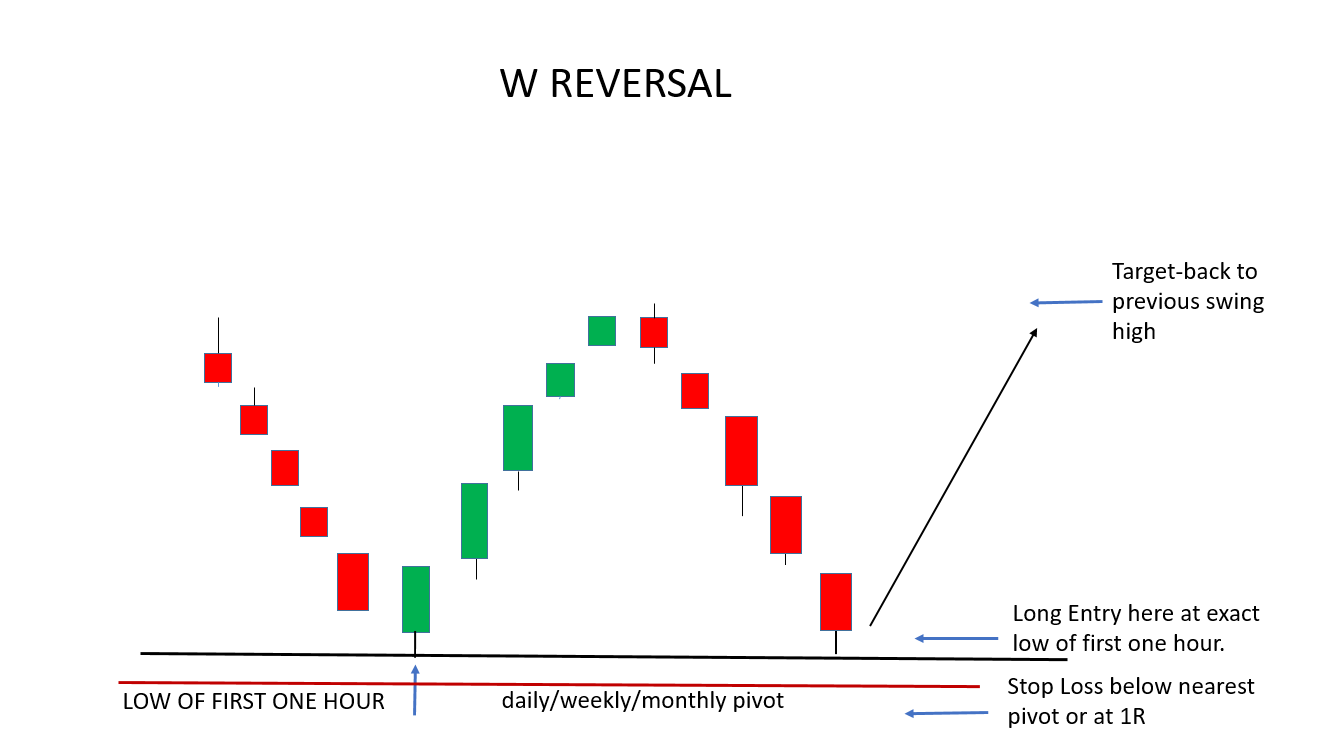 W REVERSAL
Target-back to
previous swing
high
Long Entry here at exact
low of first one hour.
LOW OF FIRST ONE HOUR
daily/weekly/monthly pivot
Stop Loss below nearest
pivot or at 1R